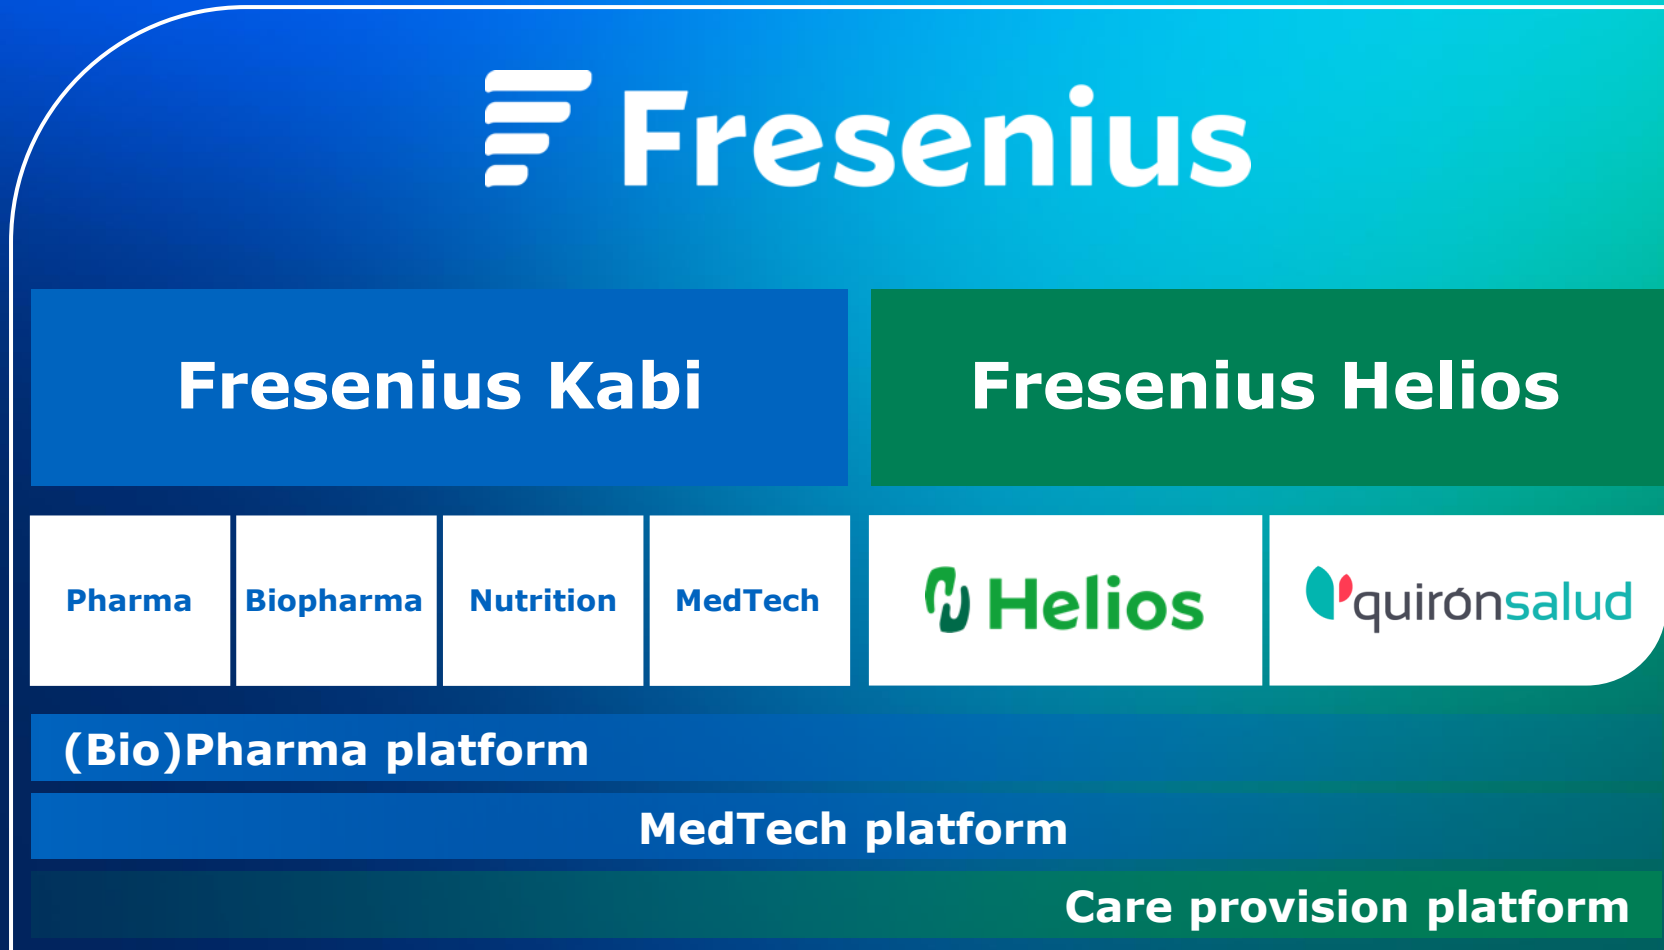 Fresenius
Fresenius Kabi
Fresenius Helios
Pharma
Biopharma
Nutrition
MedTech
Helios
quirónsalud
(Bio)Pharma platform
MedTech platform
Care provision platform